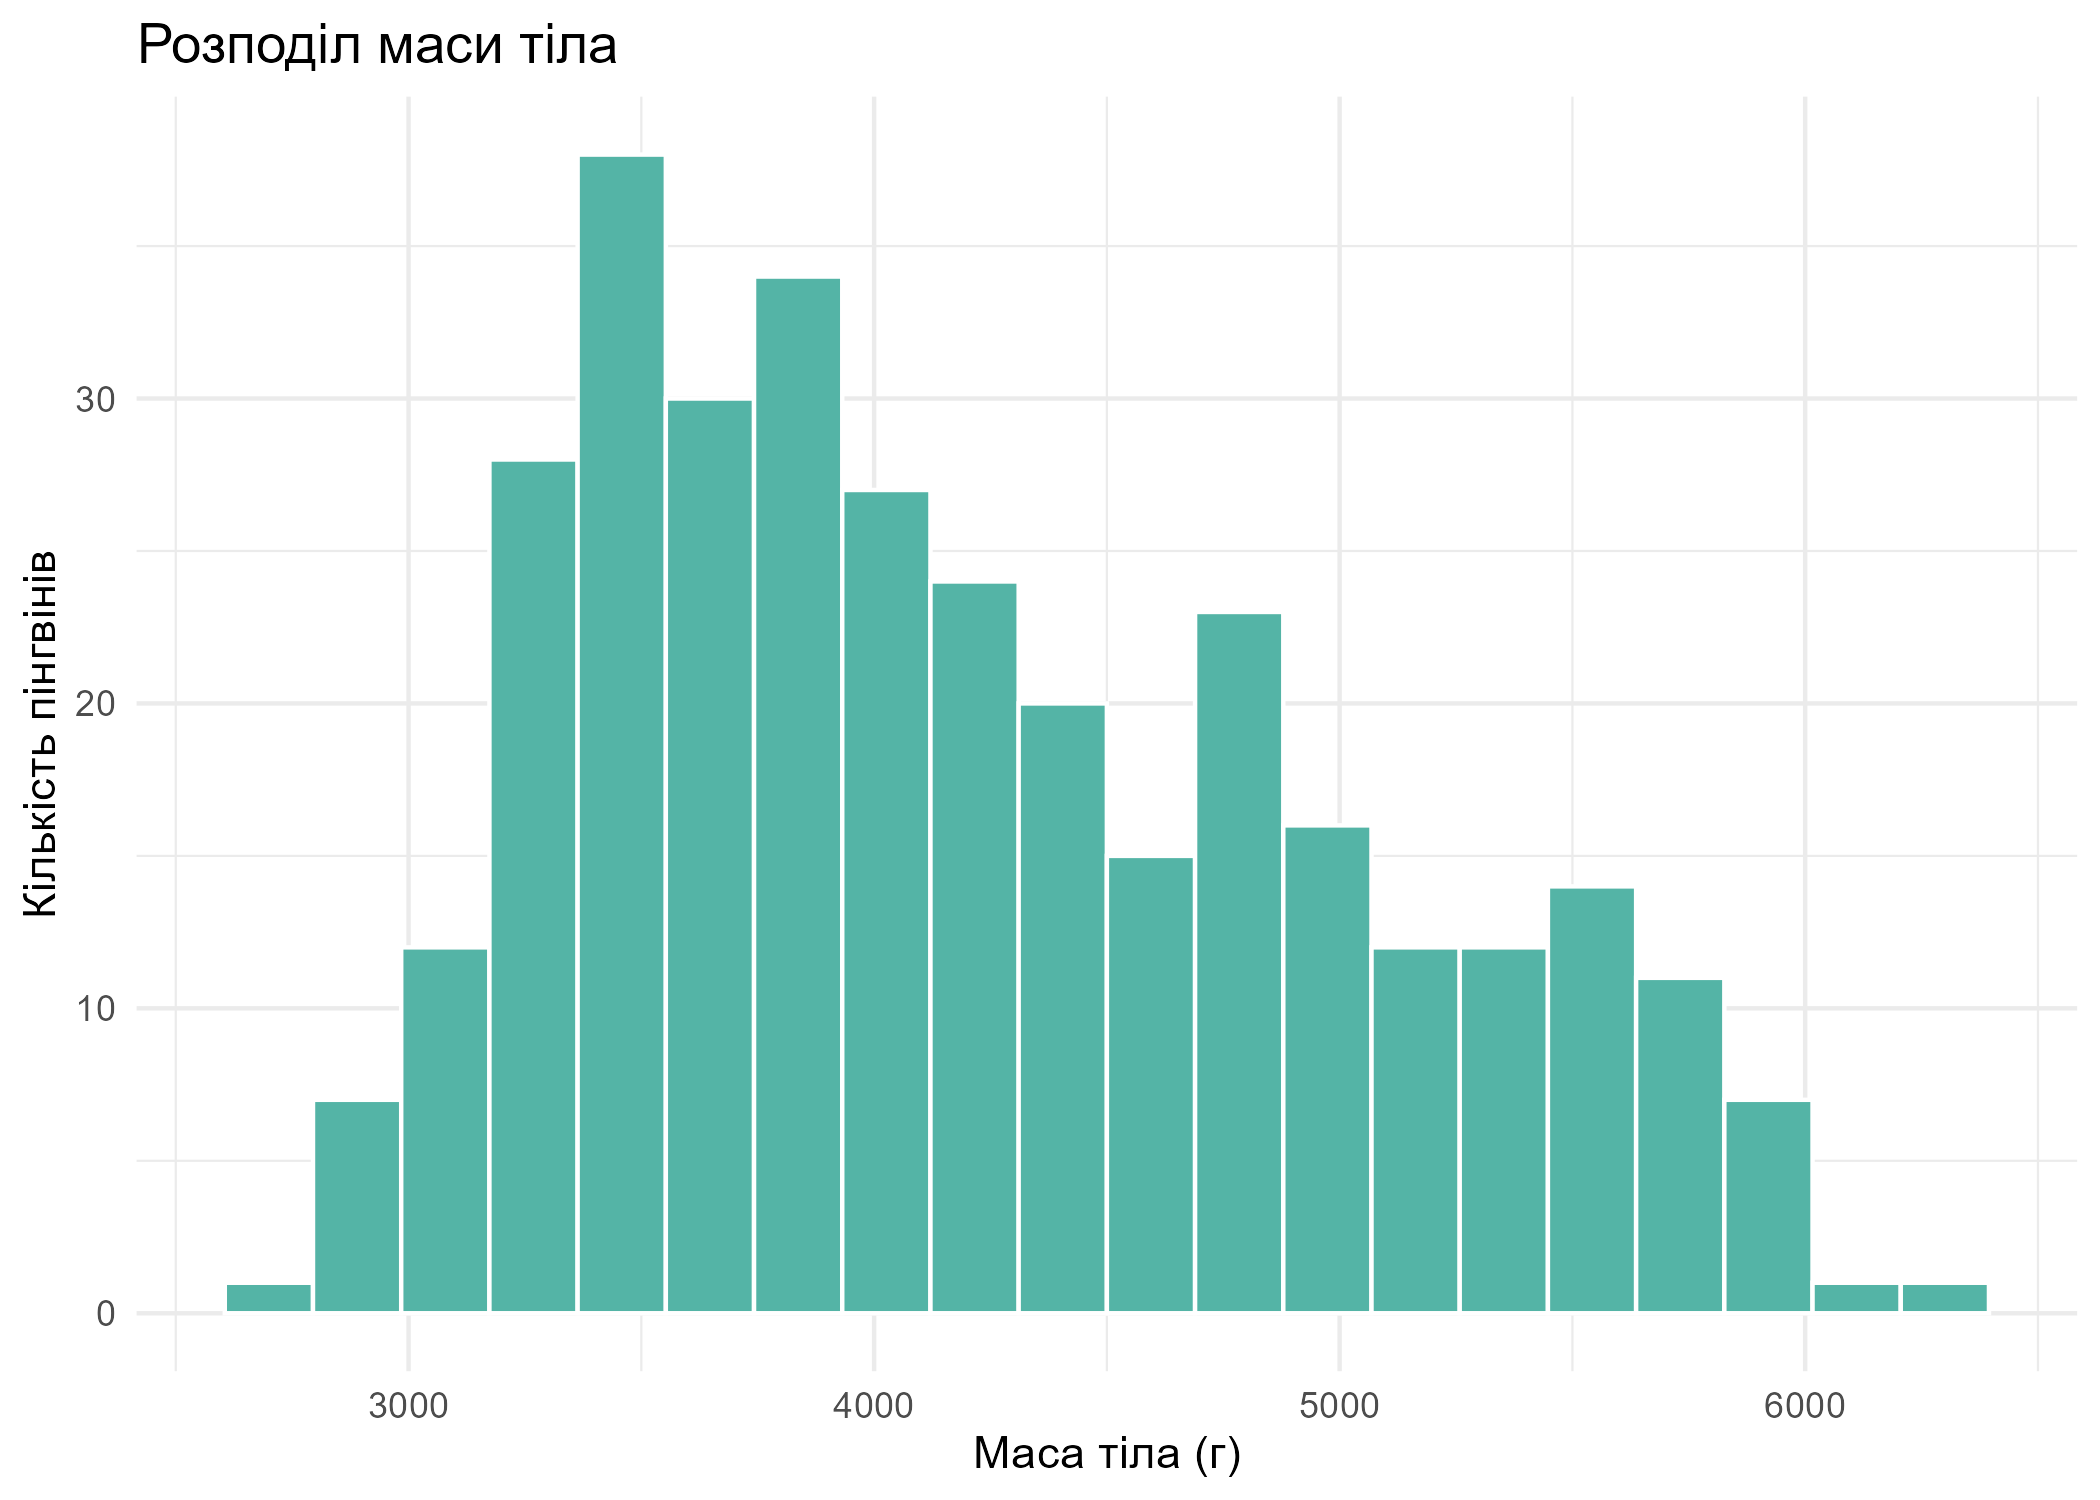 Розподіл маси тіла
Кількість пінгвінів
30
20
10
0
3000 4000 5000 6000
Маса тіла (г)